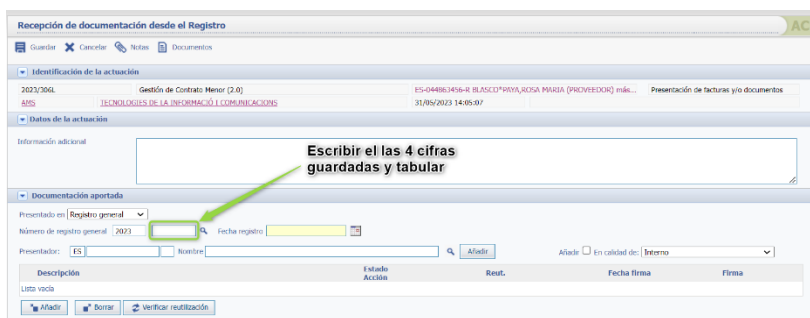 Recepción de documentación desde el Registro
AC
Guardar Cancelar Notas Documentos
Identificación de la actuación
2023/306L Gestión de Contrato Menor (2.0) ES-044863456-R BLASCO*PAYA,ROSA MARIA (PROVEEDOR) más... Presentación de facturas y/o documentos
AMS TECNOLOGIES DE LA INFORMACIÓ I COMUNICACIONS 31/05/2023 14:05:07
Datos de la actuación
Información adicional
Escribir el las 4 cifras
guardadas y tabular
Documentación aportada
Presentado en Registro general
Número de registro general 2023 Fecha registro
Presentador: ES Nombre Añadir Añadir En calidad de: Interno
Descripción Estado Acción Reut. Fecha firma Firma
Lista vacía
Añadir Borrar Verificar reutilización